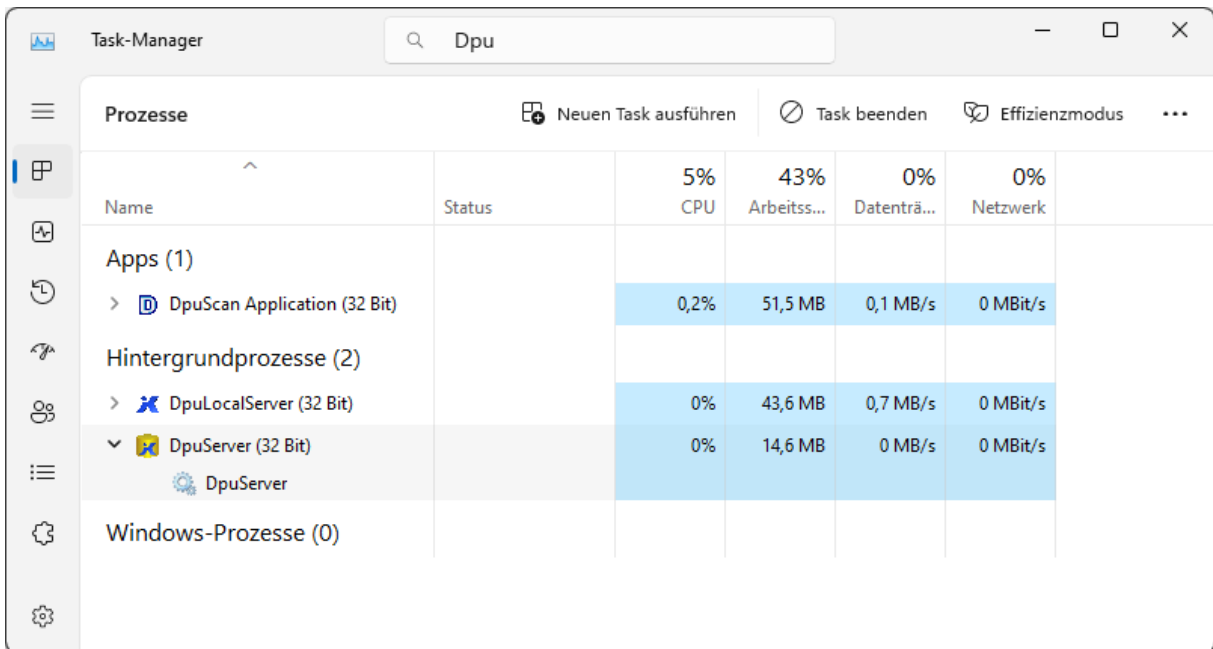 Task-Manager Dpu
Prozesse Neuen Task ausführen Task beenden Effizienzmodus
5% 43% 0% 0%
Name Status CPU Arbeitss... Datenträ... Netzwerk
Apps (1)
DpuScan Application (32 Bit) 0,2% 51,5 MB 0,1 MB/s 0 MBit/s
Hintergrundprozesse (2)
DpuLocalServer (32 Bit) 0% 43,6 MB 0,7 MB/s 0 MBit/s
DpuServer (32 Bit) 0% 14,6 MB 0 MB/s 0 MBit/s
DpuServer
Windows-Prozesse (0)